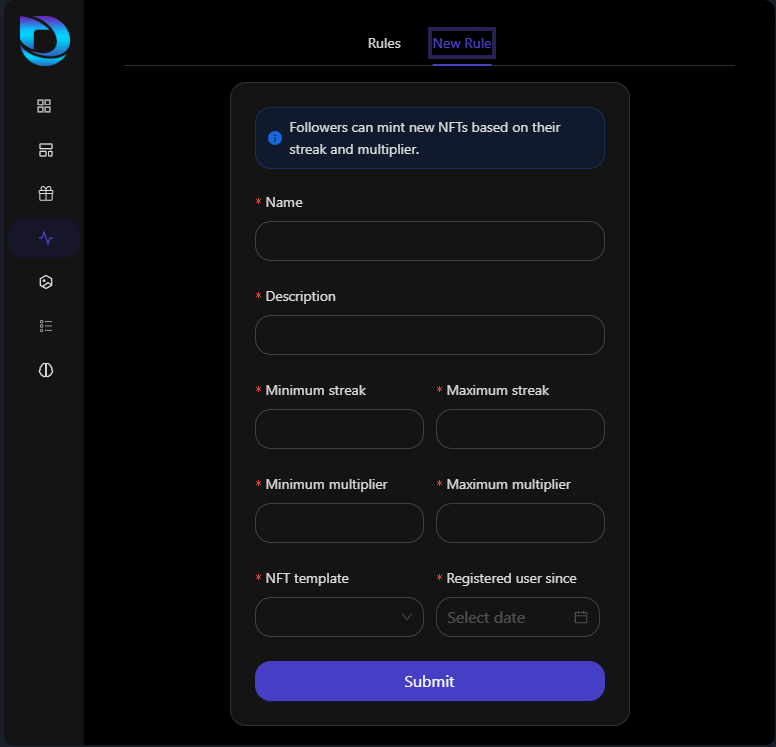 Rules
New Rule
Followers can mint new NFTs based on their
streak and multiplier.
* Name
* Description
* Minimum streak
* Maximum streak
* Minimum multiplier
* Maximum multiplier
* NFT template
* Registered user since
Select date
Submit